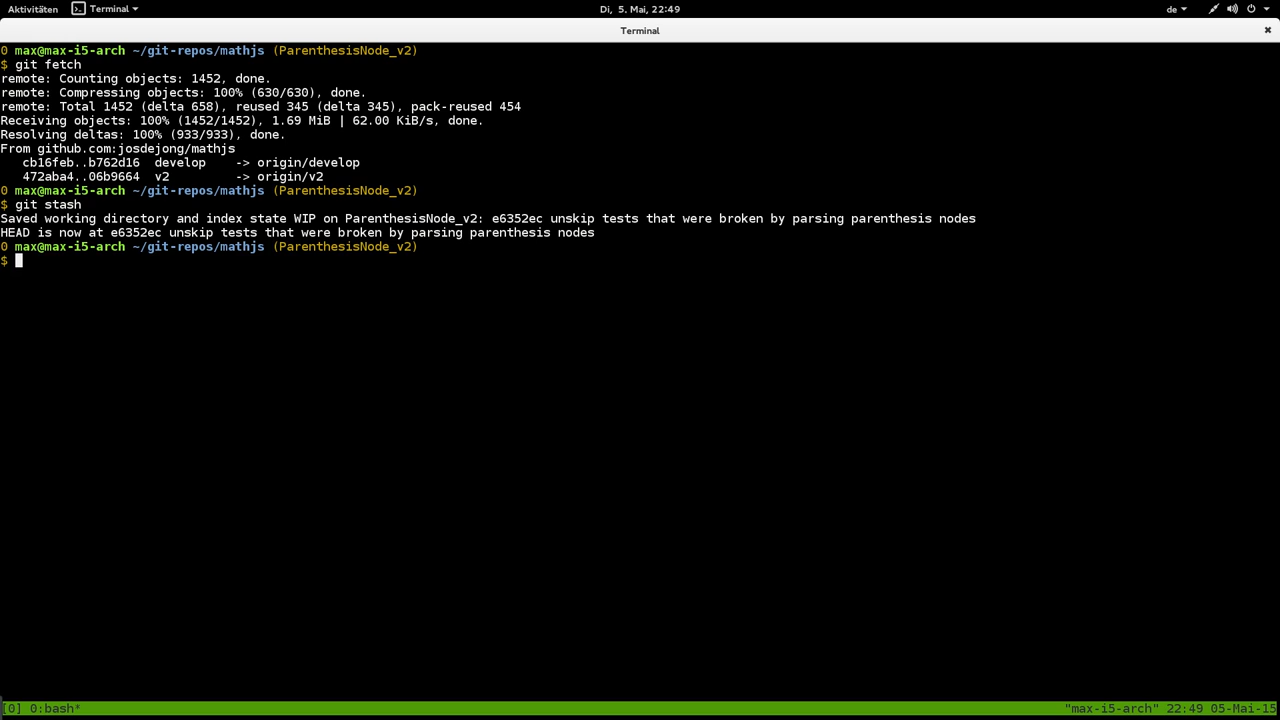 Aktivitäten Terminal Di, 5. Mai, 22:49 de
Terminal
0 max@max-i5-arch ~/git-repos/mathjs (ParenthesisNode_v2)
$ git fetch
remote: Counting objects: 1452, done.
remote: Compressing objects: 100% (630/630), done.
remote: Total 1452 (delta 658), reused 345 (delta 345), pack-reused 454
Receiving objects: 100% (1452/1452), 1.69 MiB | 62.00 KiB/s, done.
Resolving deltas: 100% (933/933), done.
From github.com:josdejong/mathjs
   cb16feb..b762d16  develop    -> origin/develop
   472aba4..06b9664  v2         -> origin/v2
0 max@max-i5-arch ~/git-repos/mathjs (ParenthesisNode_v2)
$ git stash
Saved working directory and index state WIP on ParenthesisNode_v2: e6352ec unskip tests that were broken by parsing parenthesis nodes
HEAD is now at e6352ec unskip tests that were broken by parsing parenthesis nodes
0 max@max-i5-arch ~/git-repos/mathjs (ParenthesisNode_v2)
$
[0] 0:bash* "max-i5-arch" 22:49 05-Mai-15